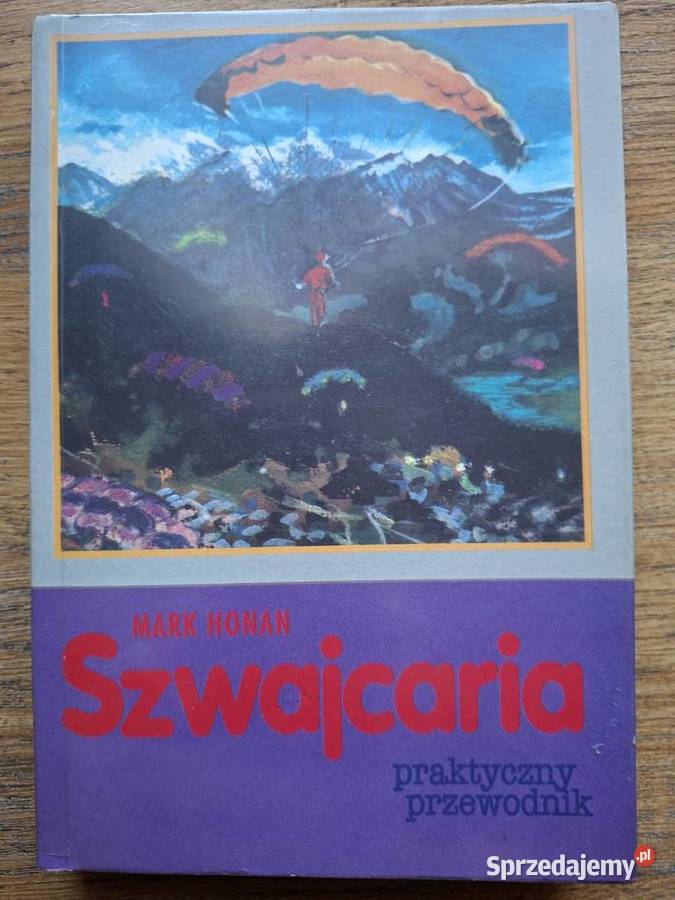 MARK HONAN
Szwajcaria
praktyczny
przewodnik
Sprzedajemy.pl